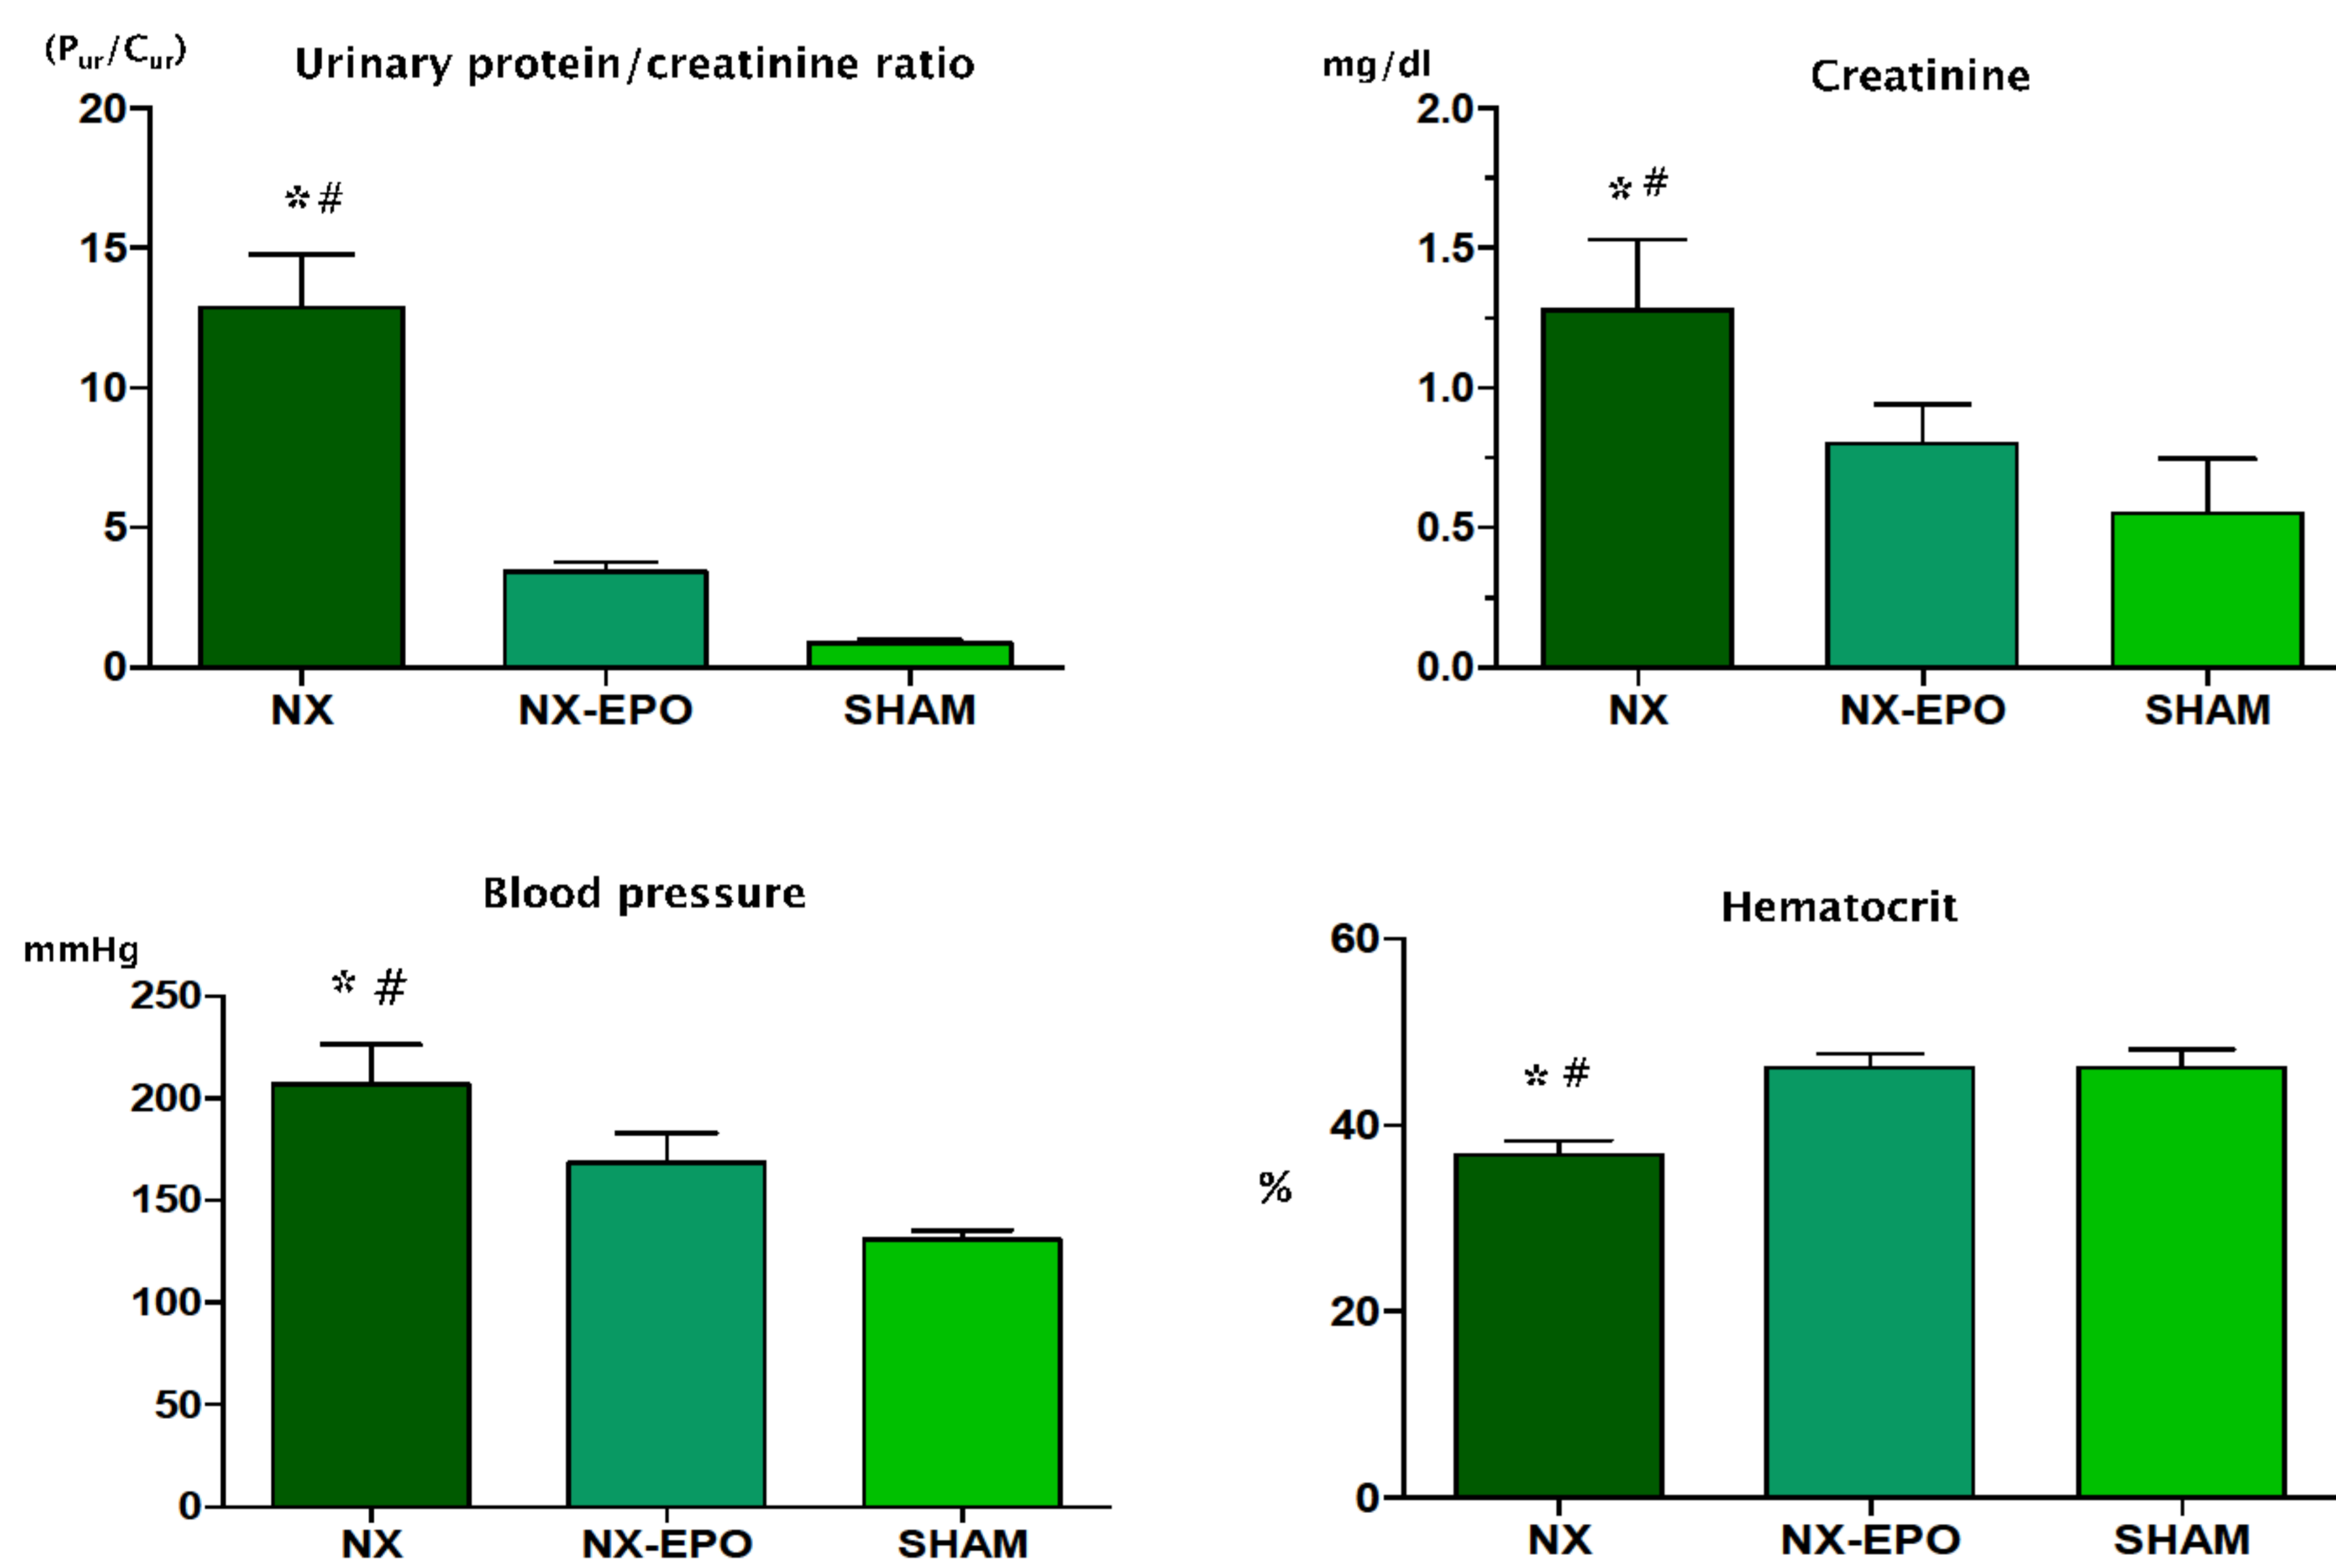 (Pur/Cur)
Urinary protein/creatinine ratio
20
15
10
5
0
*#
NX
NX-EPO
SHAM
mg/dl
Creatinine
2.0
1.5
1.0
0.5
0.0
* #
NX
NX-EPO
SHAM
Blood pressure
mmHg
250
200
150
100
50
0
* #
NX
NX-EPO
SHAM
Hematocrit
%
60
40
20
0
* #
NX
NX-EPO
SHAM